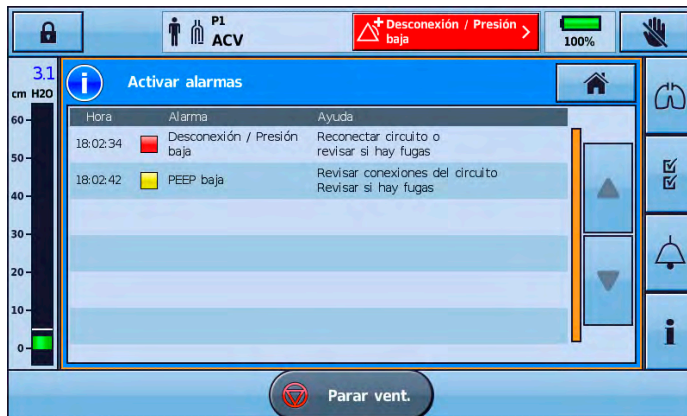 P1
ACV
Desconexión / Presión
baja
100%
3.1
cm H2O
Activar alarmas
Hora Alarma Ayuda
18:02:34 Desconexión / Presión
baja
Reconectar circuito o
revisar si hay fugas
18:02:42 PEEP baja
Revisar conexiones del circuito
Revisar si hay fugas
60
50
40
30
20
10
0
Parar vent.